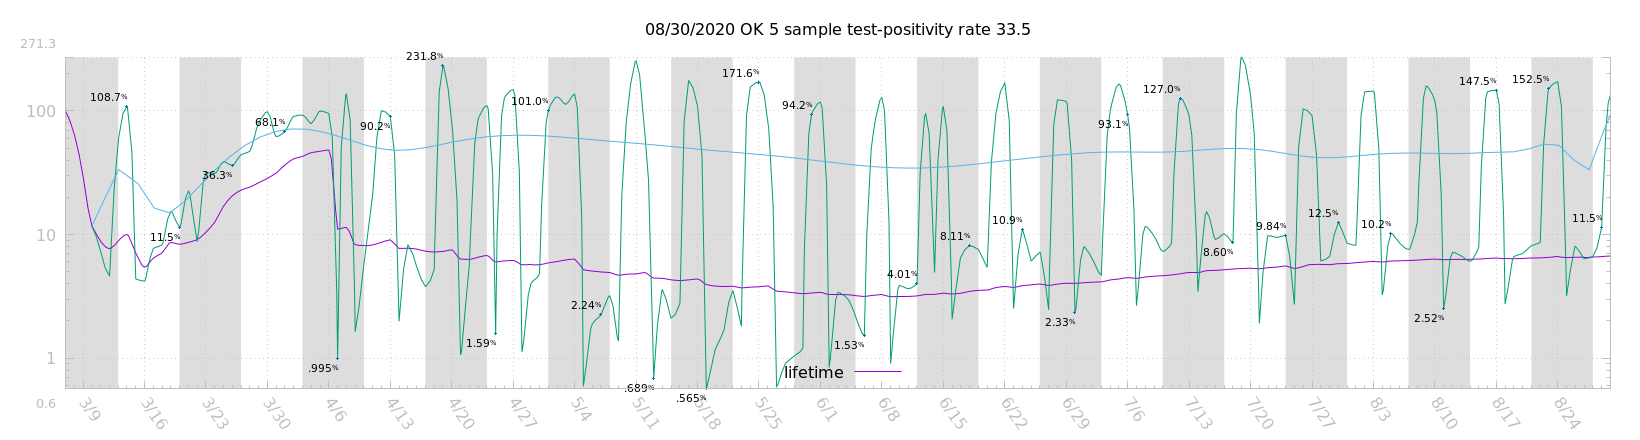 08/30/2020 OK 5 sample test-positivity rate 33.5
271.3
231.8%
171.6%
147.5% 152.5%
108.7% 101.0% 94.2% 127.0%
100
68.1% 90.2% 93.1%
36.3%
10.9% 12.5% 11.5%
11.5% 8.11% 9.84% 10.2%
10
8.60%
4.01%
2.24%
2.33% 2.52%
1.59% 1.53%
1
.995% lifetime
.689%
.565%
0.6
3/9 3/16 3/23 3/30 4/6 4/13 4/20 4/27 5/4 5/11 5/18 5/25 6/1 6/8 6/15 6/22 6/29 7/6 7/13 7/20 7/27 8/3 8/10 8/17 8/24